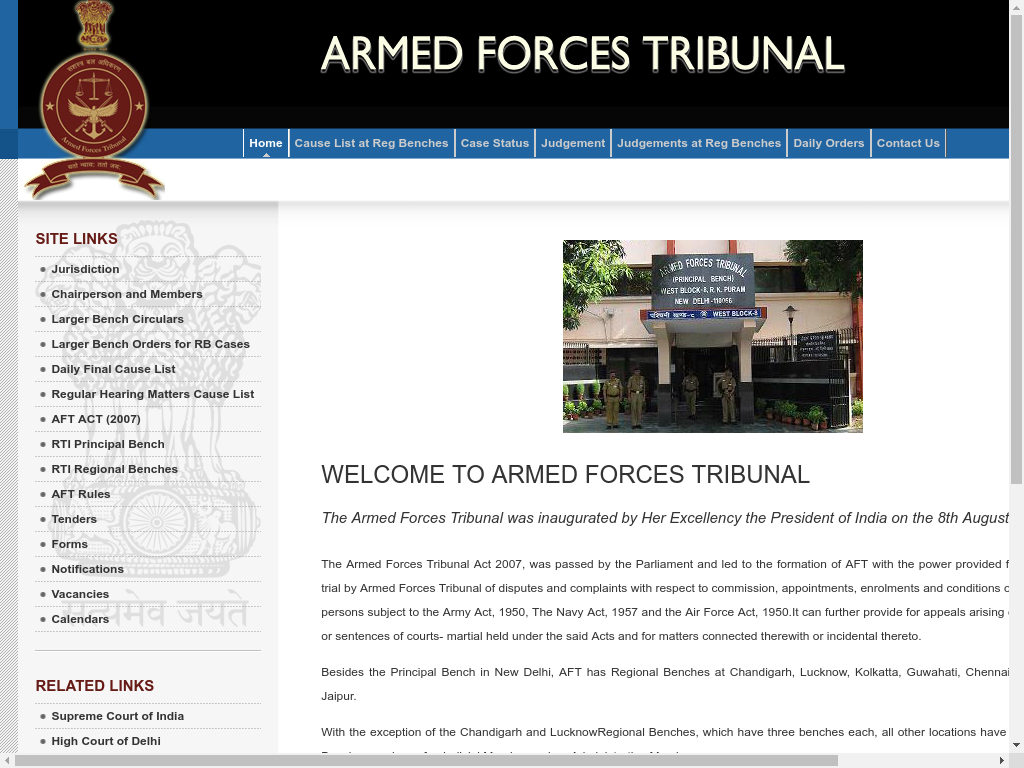 ARMED FORCES TRIBUNAL
सशस्त्र बल अधिकरण
Armed Forces Tribunal
Home
Cause List at Reg Benches
Case Status
Judgement
Judgements at Reg Benches
Daily Orders
Contact Us
SITE LINKS
Jurisdiction
Chairperson and Members
Larger Bench Circulars
Larger Bench Orders for RB Cases
Daily Final Cause List
Regular Hearing Matters Cause List
AFT ACT (2007)
RTI Principal Bench
RTI Regional Benches
AFT Rules
Tenders
Forms
Notifications
Vacancies
Calendars
सत्यमेव जयते
RELATED LINKS
Supreme Court of India
High Court of Delhi
ARMED FORCES TRIBUNAL
(PRINCIPAL BENCH)
WEST BLOCK-8, R.K. PURAM
NEW DELHI-110066
पश्चिमी खण्ड-८ WEST BLOCK-8
WELCOME TO ARMED FORCES TRIBUNAL
The Armed Forces Tribunal was inaugurated by Her Excellency the President of India on the 8th August
The Armed Forces Tribunal Act 2007, was passed by the Parliament and led to the formation of AFT with the power provided
trial by Armed Forces Tribunal of disputes and complaints with respect to commission, appointments, enrolments and conditions
persons subject to the Army Act, 1950, The Navy Act, 1957 and the Air Force Act, 1950.It can further provide for appeals arising
or sentences of courts- martial held under the said Acts and for matters connected therewith or incidental thereto.
Besides the Principal Bench in New Delhi, AFT has Regional Benches at Chandigarh, Lucknow, Kolkatta, Guwahati, Chennai
Jaipur.
With the exception of the Chandigarh and LucknowRegional Benches, which have three benches each, all other locations have